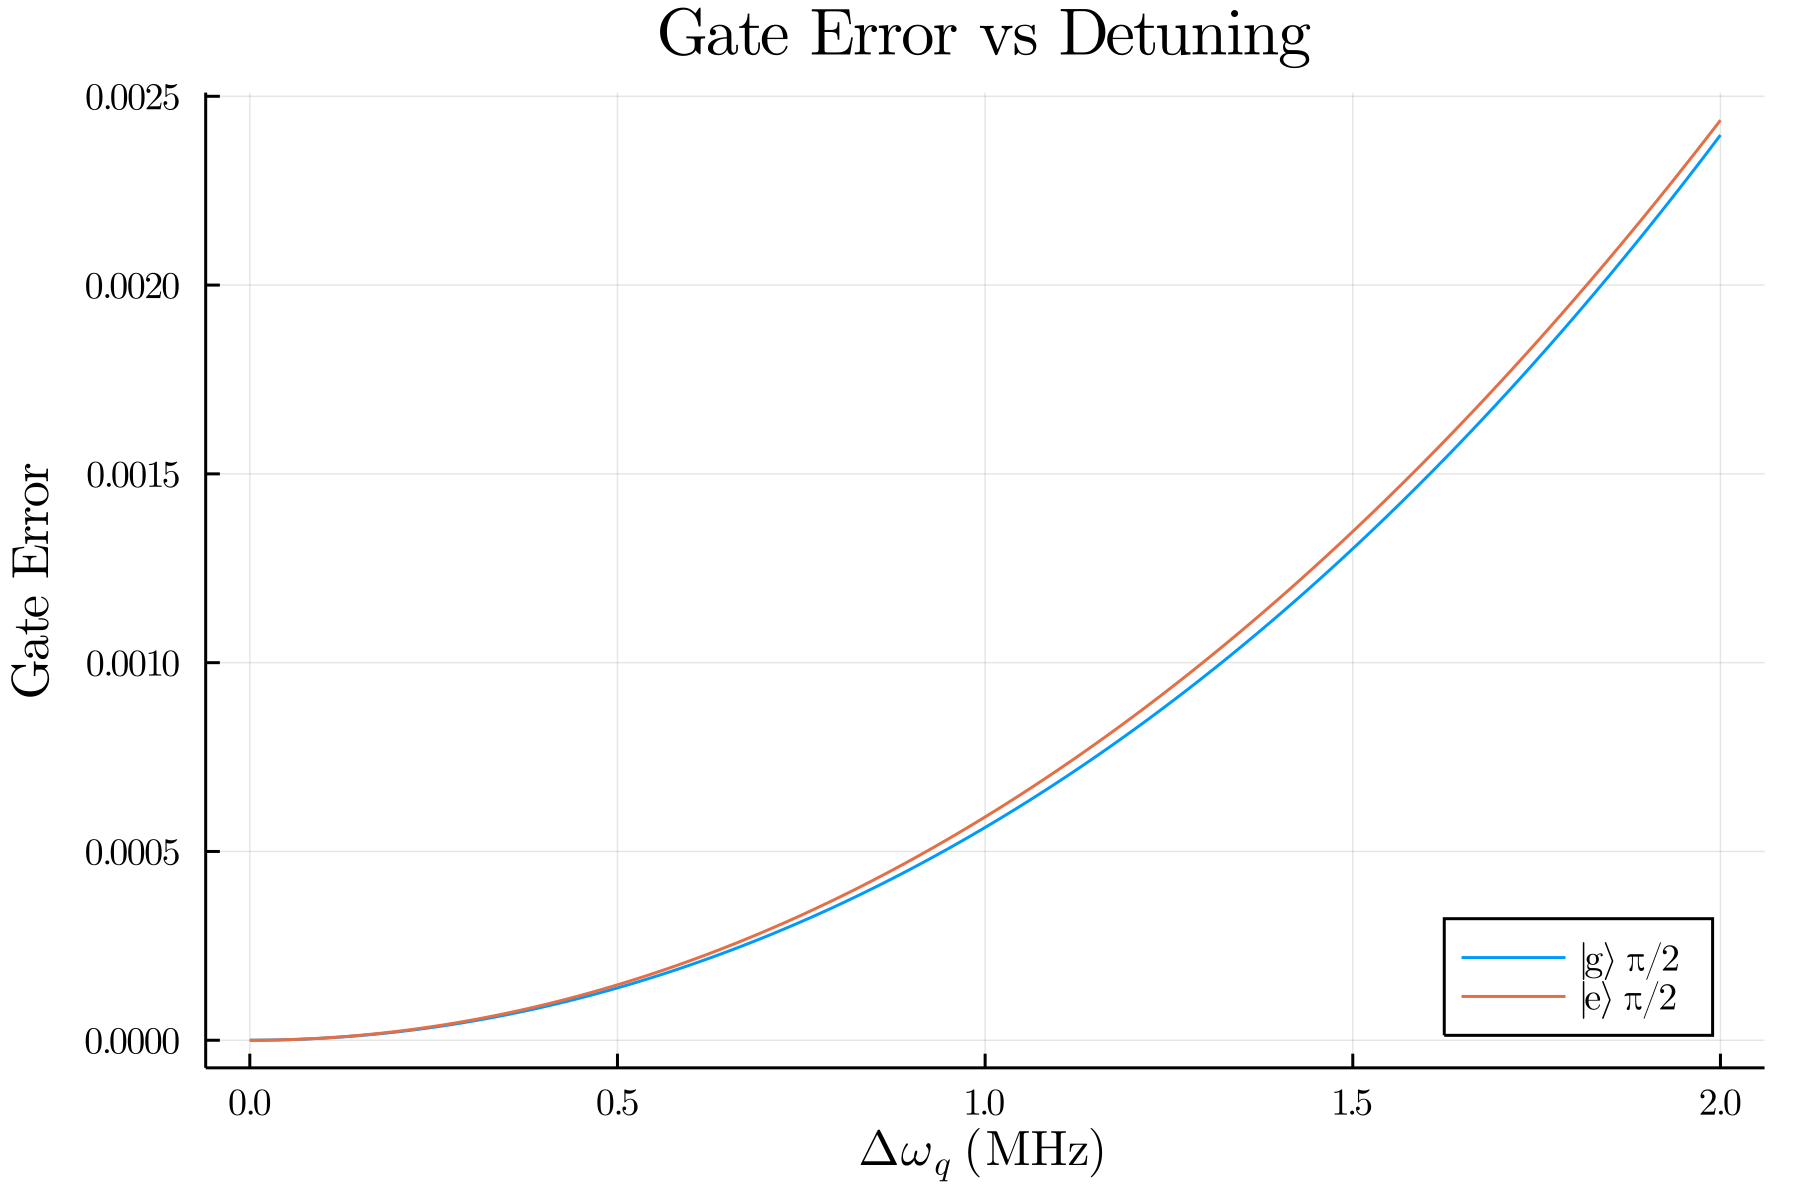 Gate Error vs Detuning
Gate Error
0.0025
0.0020
0.0015
0.0010
0.0005
0.0000
|g⟩ π/2
|e⟩ π/2
0.0 0.5 1.0 1.5 2.0
Δω_q (MHz)